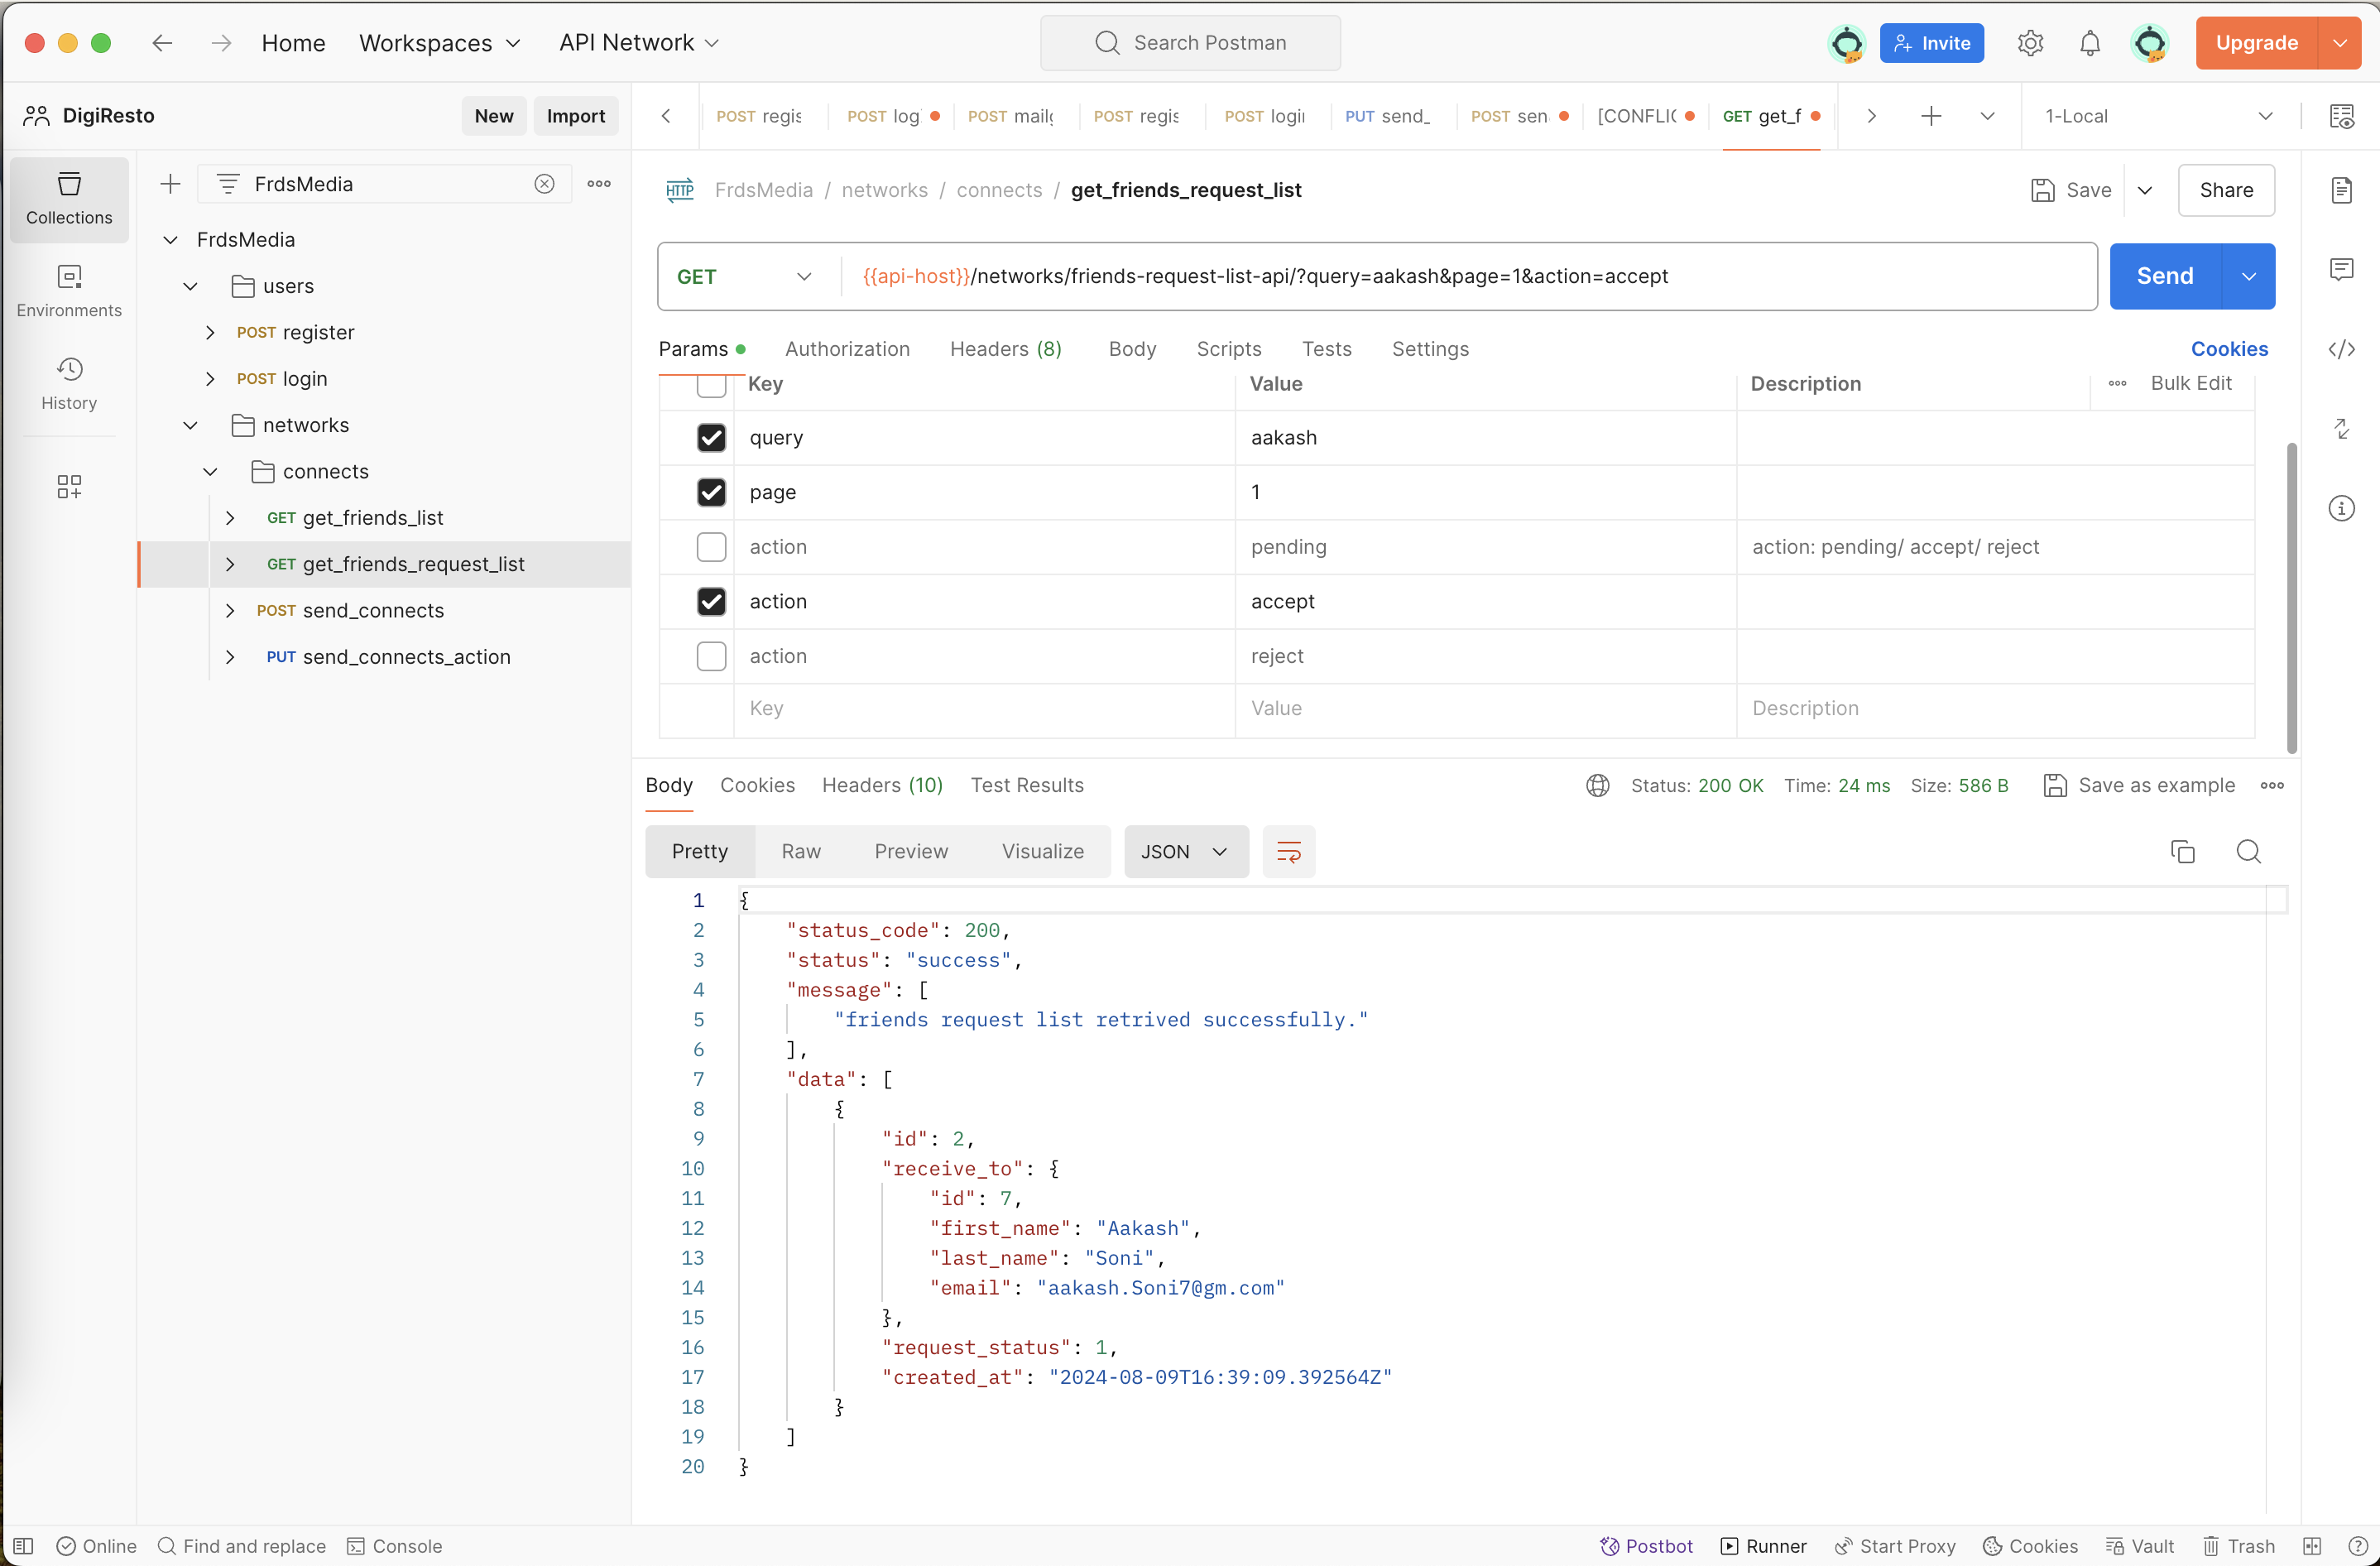 Home Workspaces API Network Search Postman Invite Upgrade
DigiResto New Import
POST regis POST log POST mailg POST regis POST login PUT send_ POST sen [CONFLIC GET get_f 1-Local
Collections
Environments
History
FrdsMedia
FrdsMedia
users
POST register
POST login
networks
connects
GET get_friends_list
GET get_friends_request_list
POST send_connects
PUT send_connects_action
HTTP FrdsMedia / networks / connects / get_friends_request_list Save Share
GET {{api-host}}/networks/friends-request-list-api/?query=aakash&page=1&action=accept Send
Params Authorization Headers (8) Body Scripts Tests Settings Cookies
Key Value Description Bulk Edit
query aakash
page 1
action pending action: pending/ accept/ reject
action accept
action reject
Key Value Description
Body Cookies Headers (10) Test Results Status: 200 OK Time: 24 ms Size: 586 B Save as example
Pretty Raw Preview Visualize JSON
1 {
2 "status_code": 200,
3 "status": "success",
4 "message": [
5 "friends request list retrived successfully."
6 ],
7 "data": [
8 {
9 "id": 2,
10 "receive_to": {
11 "id": 7,
12 "first_name": "Aakash",
13 "last_name": "Soni",
14 "email": "aakash.Soni7@gm.com"
15 },
16 "request_status": 1,
17 "created_at": "2024-08-09T16:39:09.392564Z"
18 }
19 ]
20 }
Online Find and replace Console Postbot Runner Start Proxy Cookies Vault Trash